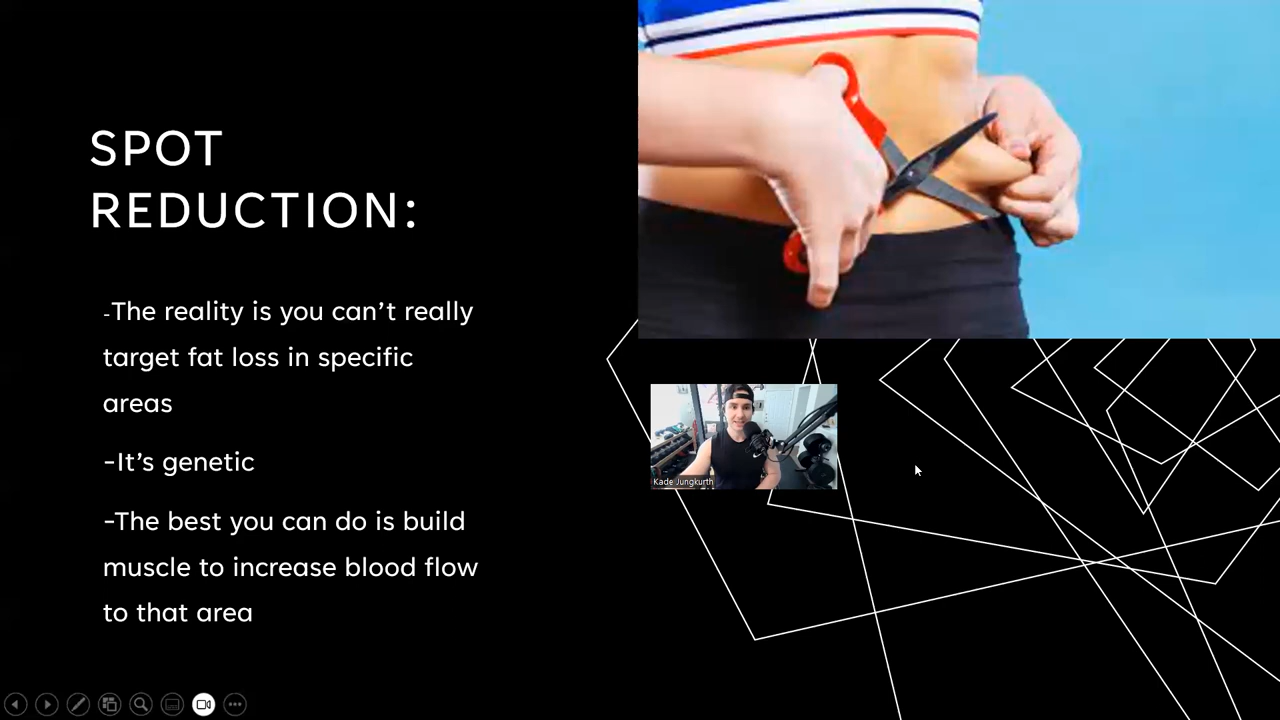 SPOT
REDUCTION:
-The reality is you can’t really
target fat loss in specific
areas
-It’s genetic
-The best you can do is build
muscle to increase blood flow
to that area
Kade Jungkurth